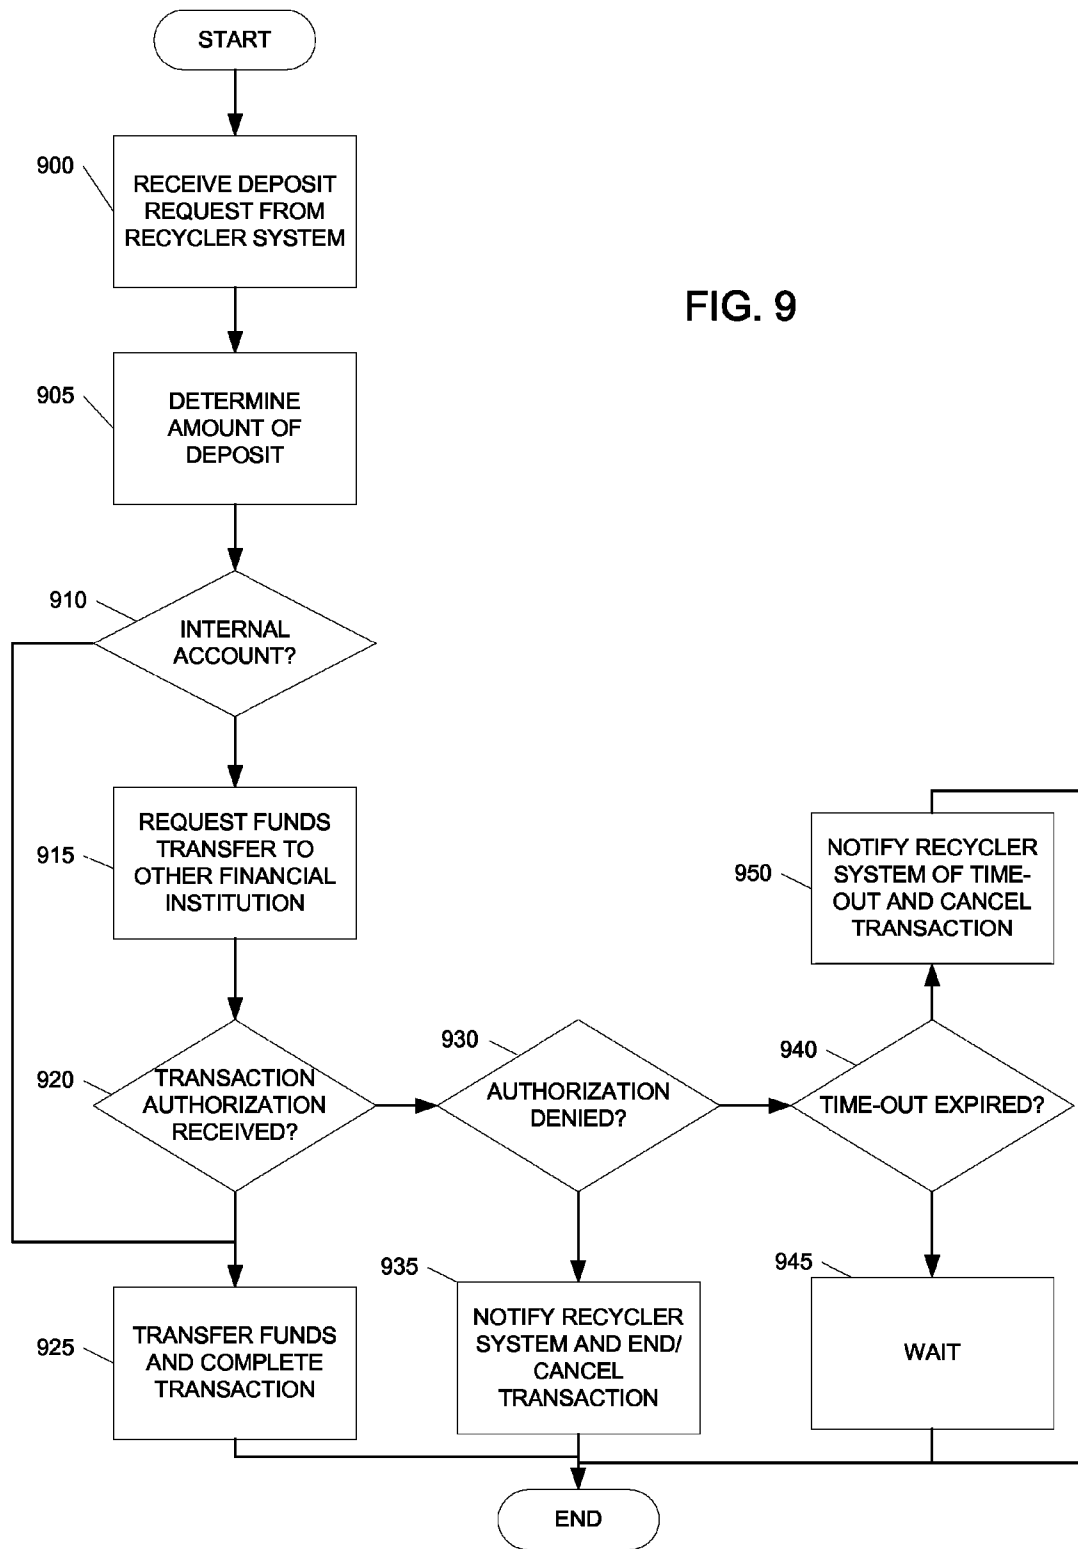 START
900
RECEIVE DEPOSIT
REQUEST FROM
RECYCLER SYSTEM
FIG. 9
905
DETERMINE
AMOUNT OF
DEPOSIT
910
INTERNAL
ACCOUNT?
915
REQUEST FUNDS
TRANSFER TO
OTHER FINANCIAL
INSTITUTION
950
NOTIFY RECYCLER
SYSTEM OF TIME-
OUT AND CANCEL
TRANSACTION
920
TRANSACTION
AUTHORIZATION
RECEIVED?
930
AUTHORIZATION
DENIED?
940
TIME-OUT EXPIRED?
925
TRANSFER FUNDS
AND COMPLETE
TRANSACTION
935
NOTIFY RECYCLER
SYSTEM AND END/
CANCEL
TRANSACTION
945
WAIT
END